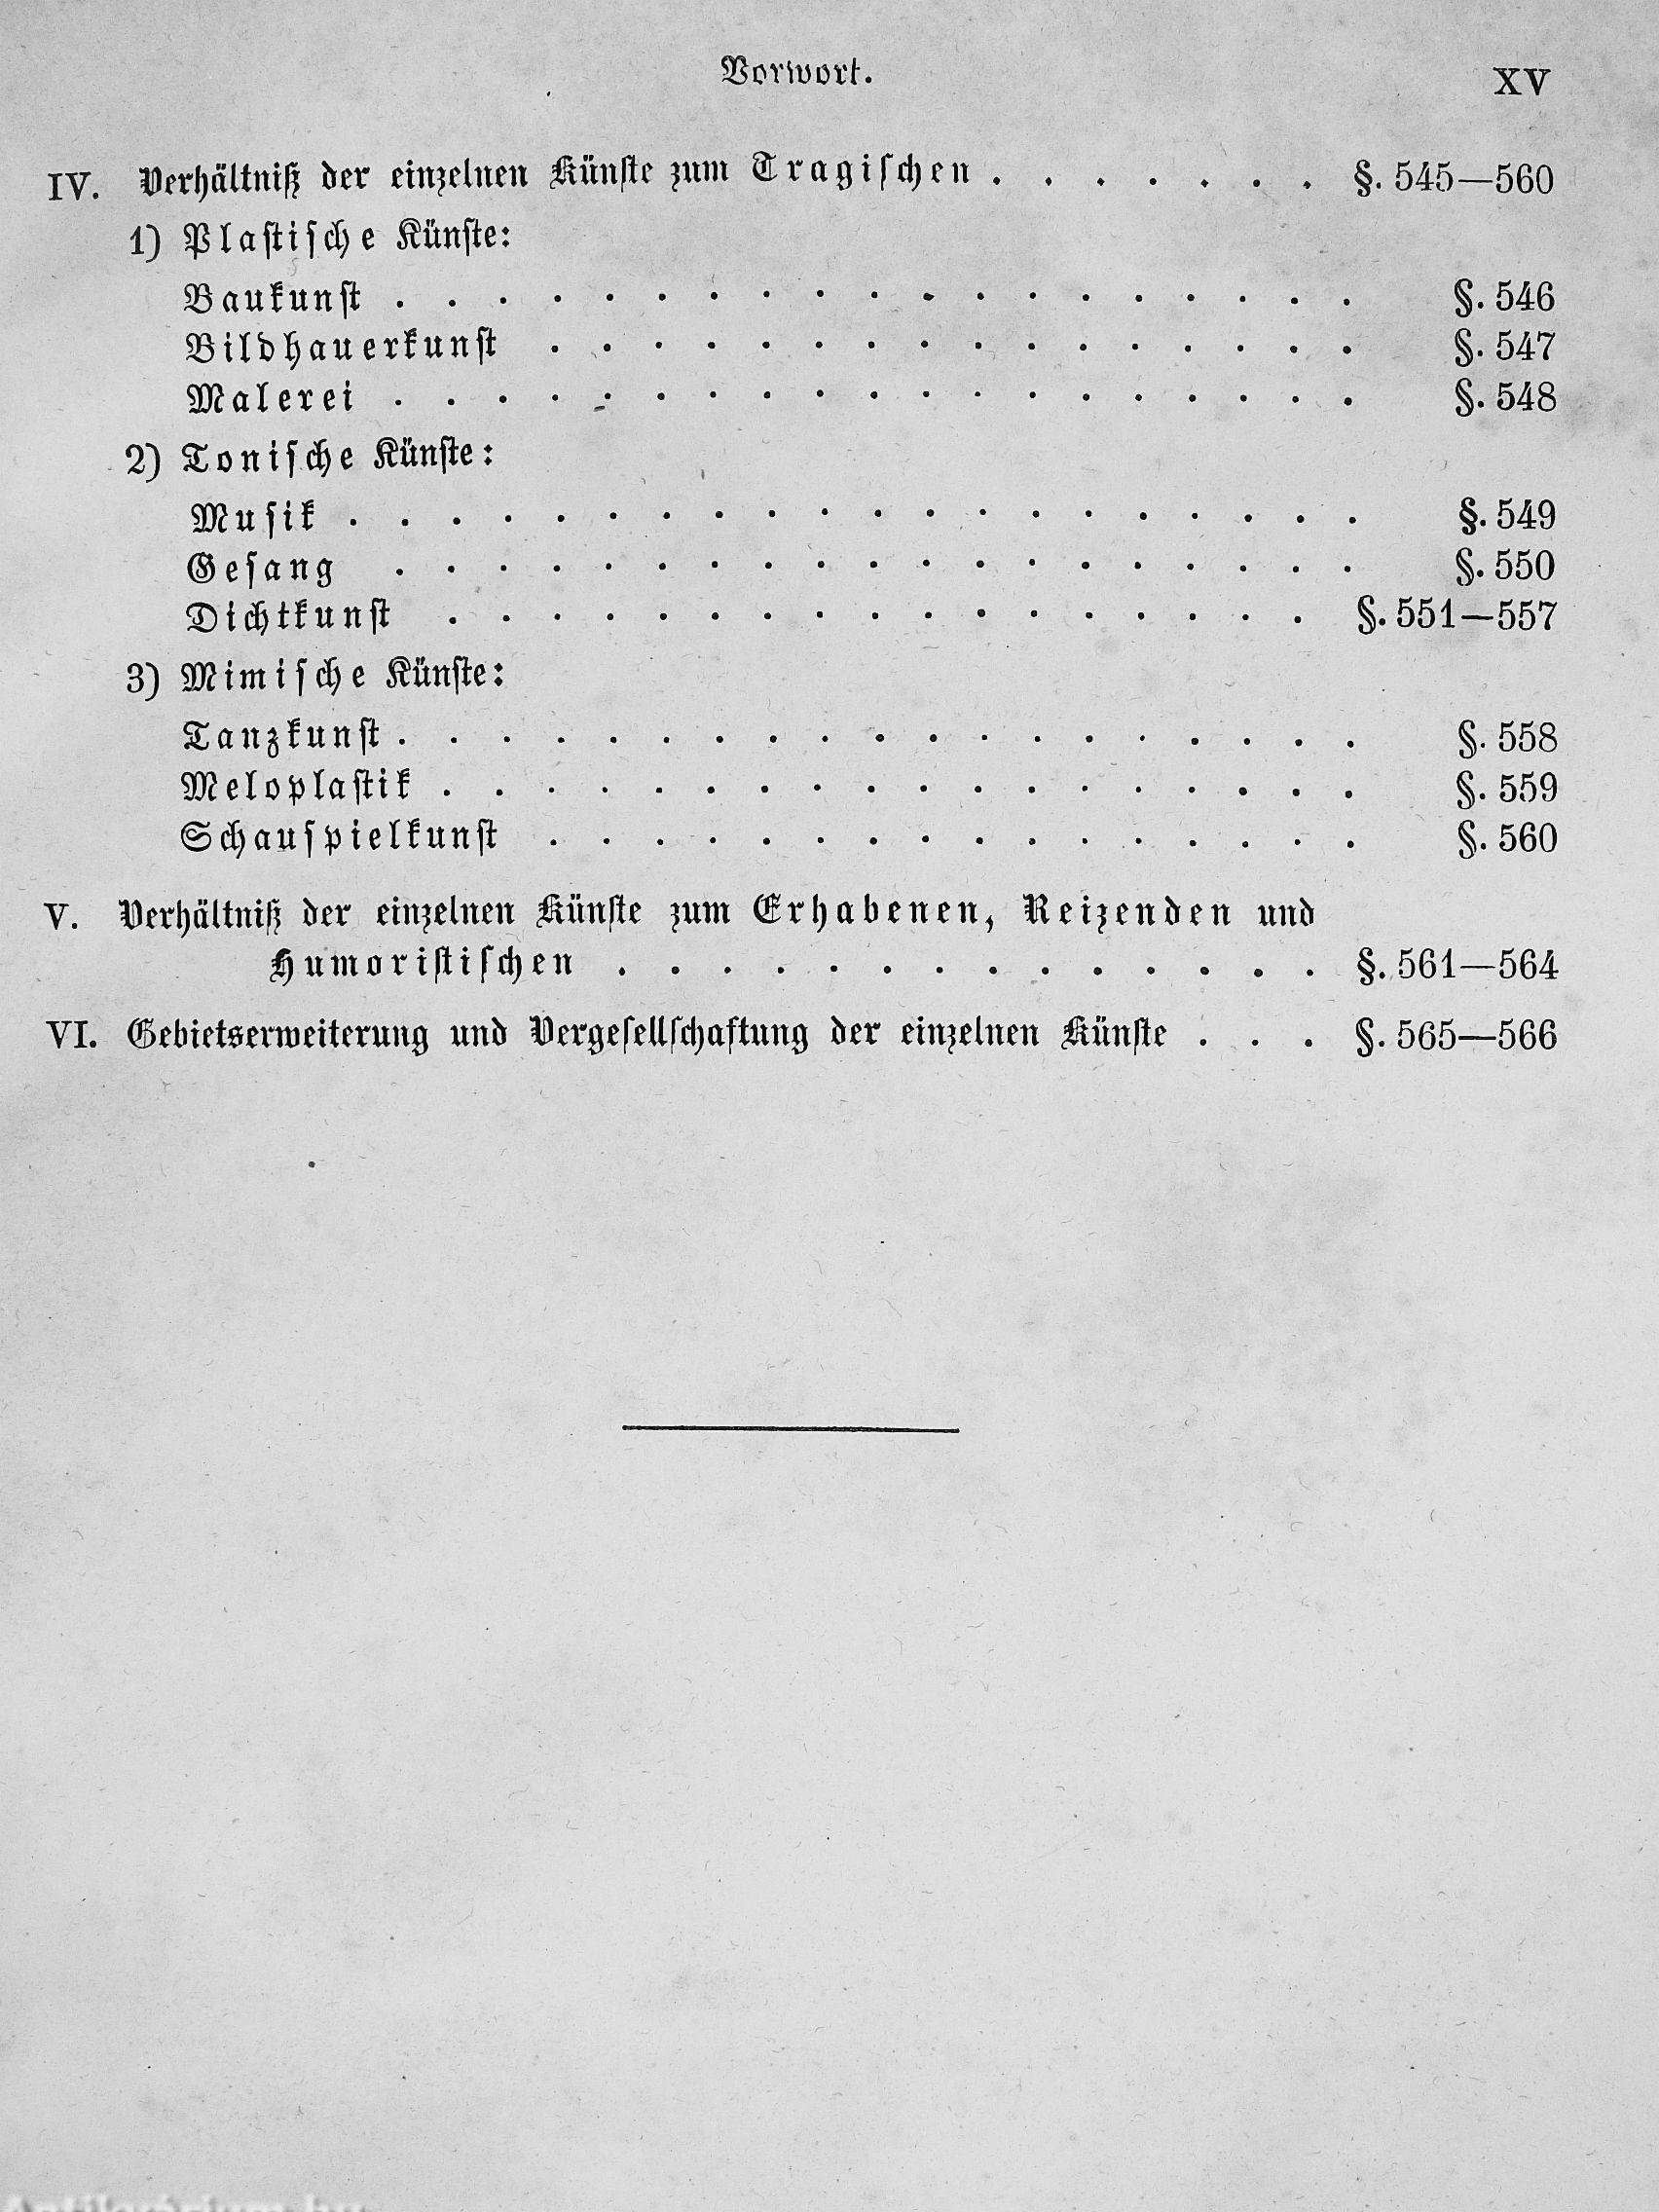 Vorwort. XV
IV. Verhältniß der einzelnen Künste zum Tragischen . . . . . . . §. 545—560
1) Plastische Künste:
Baukunst . . . . . . . . . . . . . . . . . . . §. 546
Bildhauerkunst . . . . . . . . . . . . . . . . §. 547
Malerei . . . . . . . . . . . . . . . . . . . §. 548
2) Tonische Künste:
Musik . . . . . . . . . . . . . . . . . . . . §. 549
Gesang . . . . . . . . . . . . . . . . . . . §. 550
Dichtkunst . . . . . . . . . . . . . . . . . §. 551—557
3) Mimische Künste:
Tanzkunst . . . . . . . . . . . . . . . . . . . §. 558
Meloplastik . . . . . . . . . . . . . . . . . . §. 559
Schauspielkunst . . . . . . . . . . . . . . . . §. 560
V. Verhältniß der einzelnen Künste zum Erhabenen, Reizenden und
Humoristischen . . . . . . . . . . . . . . §. 561—564
VI. Gebietserweiterung und Vergesellschaftung der einzelnen Künste . . . §. 565—566